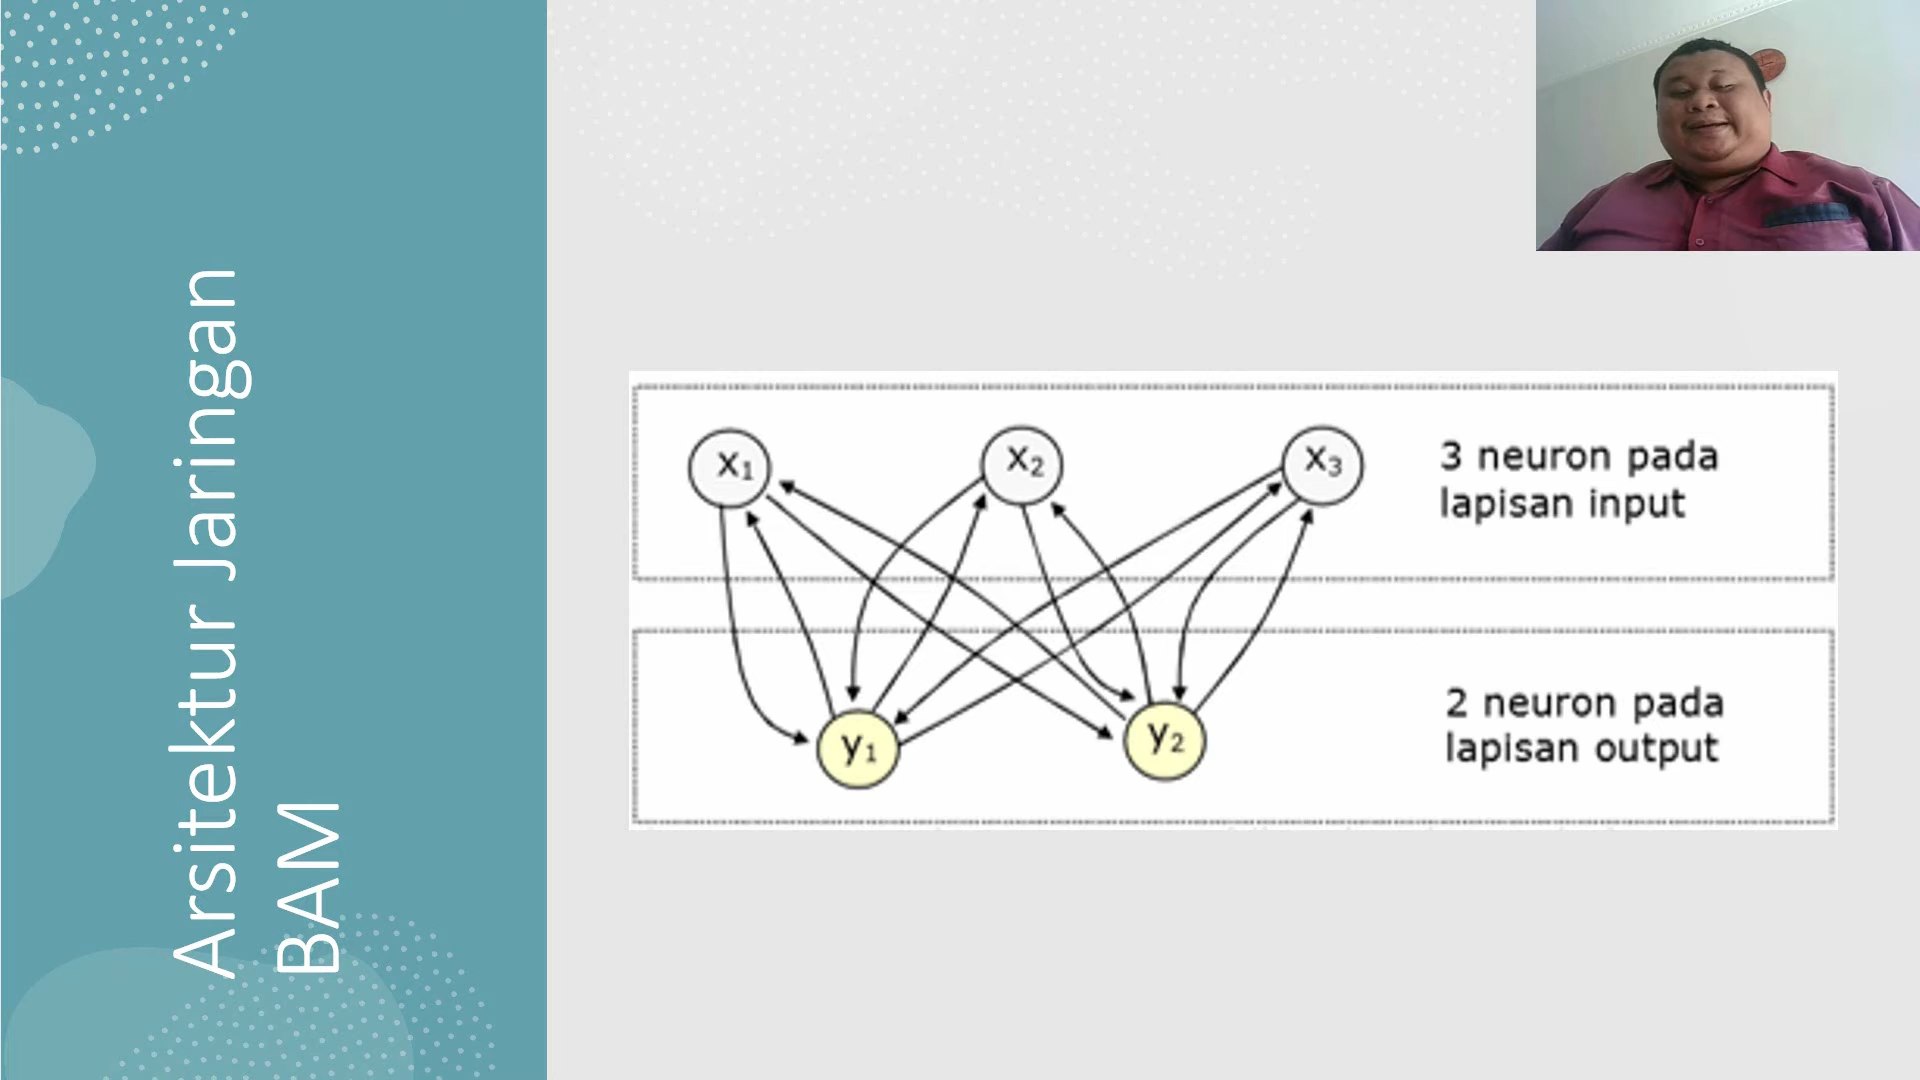 Arsitektur Jaringan
BAM
x1
x2
x3
3 neuron pada
lapisan input
y1
y2
2 neuron pada
lapisan output